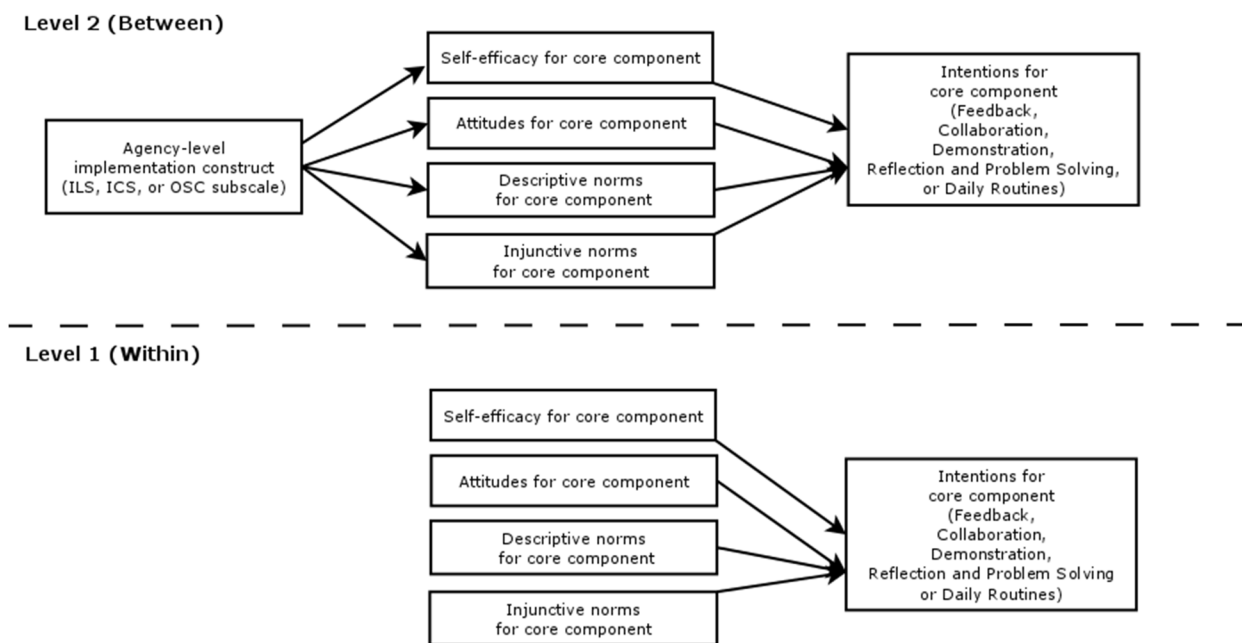 Level 2 (Between)
Agency-level
implementation construct
(ILS, ICS, or OSC subscale)
Self-efficacy for core component
Attitudes for core component
Descriptive norms
for core component
Injunctive norms
for core component
Intentions for
core component
(Feedback,
Collaboration,
Demonstration,
Reflection and Problem Solving,
or Daily Routines)
Level 1 (Within)
Self-efficacy for core component
Attitudes for core component
Descriptive norms
for core component
Injunctive norms
for core component
Intentions for
core component
(Feedback,
Collaboration,
Demonstration,
Reflection and Problem Solving
or Daily Routines)